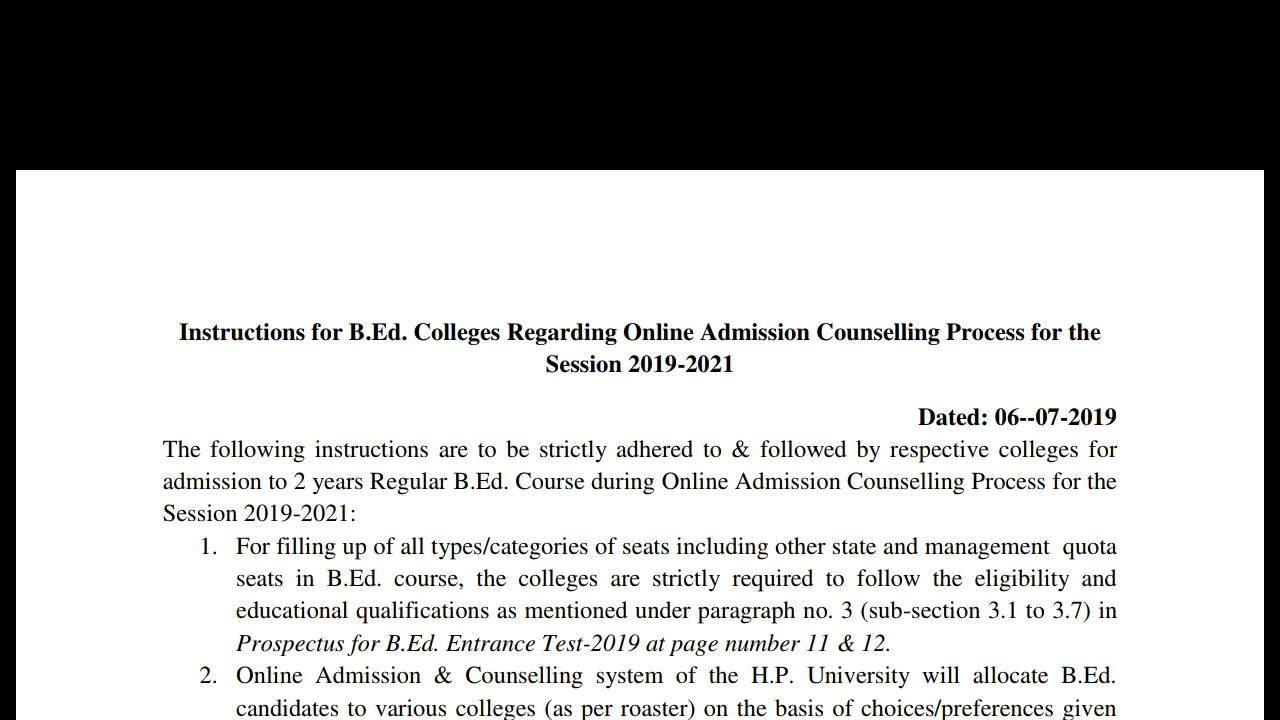 Instructions for B.Ed. Colleges Regarding Online Admission Counselling Process for the
Session 2019-2021
Dated: 06--07-2019
The following instructions are to be strictly adhered to & followed by respective colleges for
admission to 2 years Regular B.Ed. Course during Online Admission Counselling Process for the
Session 2019-2021:
1. For filling up of all types/categories of seats including other state and management quota
seats in B.Ed. course, the colleges are strictly required to follow the eligibility and
educational qualifications as mentioned under paragraph no. 3 (sub-section 3.1 to 3.7) in
Prospectus for B.Ed. Entrance Test-2019 at page number 11 & 12.
2. Online Admission & Counselling system of the H.P. University will allocate B.Ed.
candidates to various colleges (as per roaster) on the basis of choices/preferences given